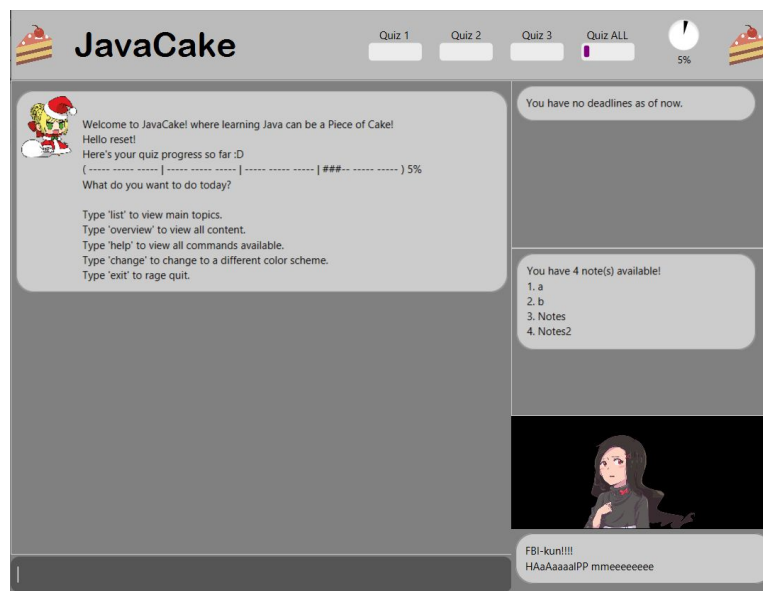 JavaCake
Quiz 1
Quiz 2
Quiz 3
Quiz ALL
5%
Welcome to JavaCake! where learning Java can be a Piece of Cake!
Hello reset!
Here's your quiz progress so far :D
( ----- ----- ----- | ----- ----- ----- | ----- ----- ----- | ###-- ----- ----- ) 5%
What do you want to do today?
Type 'list' to view main topics.
Type 'overview' to view all content.
Type 'help' to view all commands available.
Type 'change' to change to a different color scheme.
Type 'exit' to rage quit.
You have no deadlines as of now.
You have 4 note(s) available!
1. a
2. b
3. Notes
4. Notes2
FBI-kun!!!!
HAaAaaaalPP mmeeeeeeee